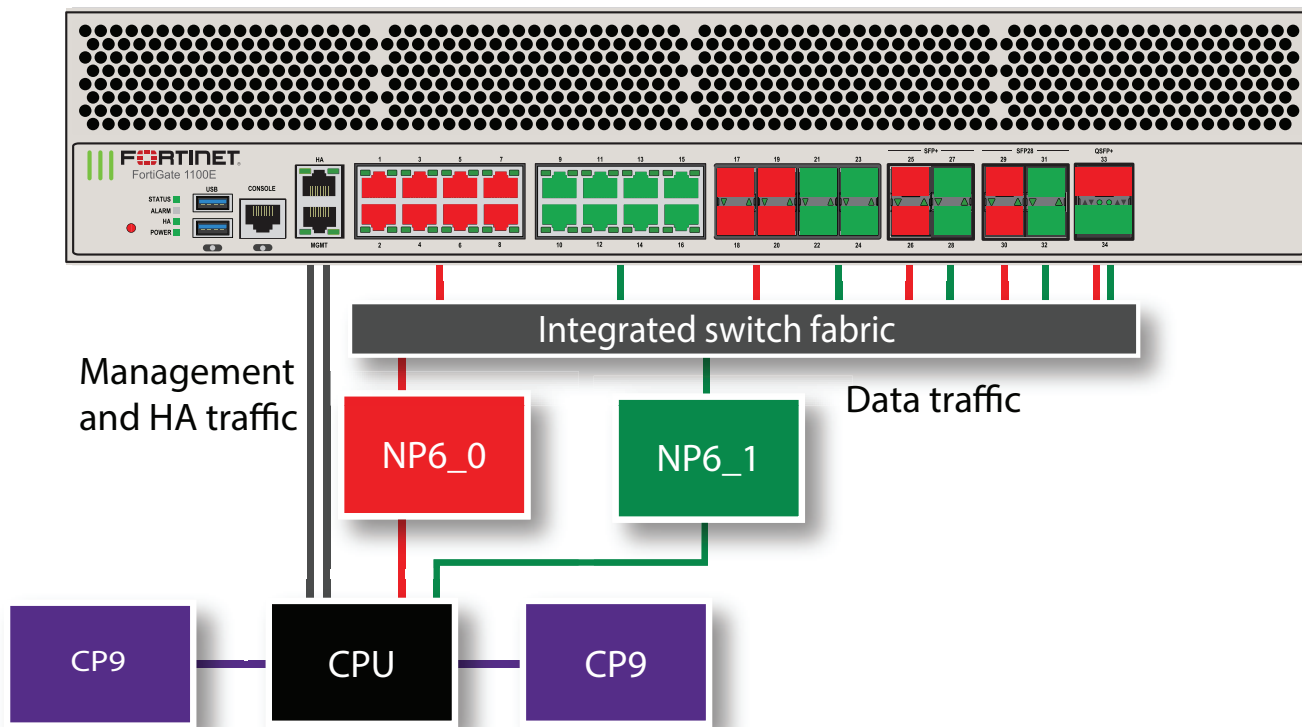 HA 1 3 5 7 9 11 13 15 17 19 21 23 SFP+ 25 27 SFP28 29 31 QSFP+ 33
FORTINET
FortiGate 1100E
USB CONSOLE
STATUS
ALARM
HA
POWER
MGMT 2 4 6 8 10 12 14 16 18 20 22 24 26 28 30 32 34
Integrated switch fabric
Management
and HA traffic
Data traffic
NP6_0
NP6_1
CP9
CPU
CP9